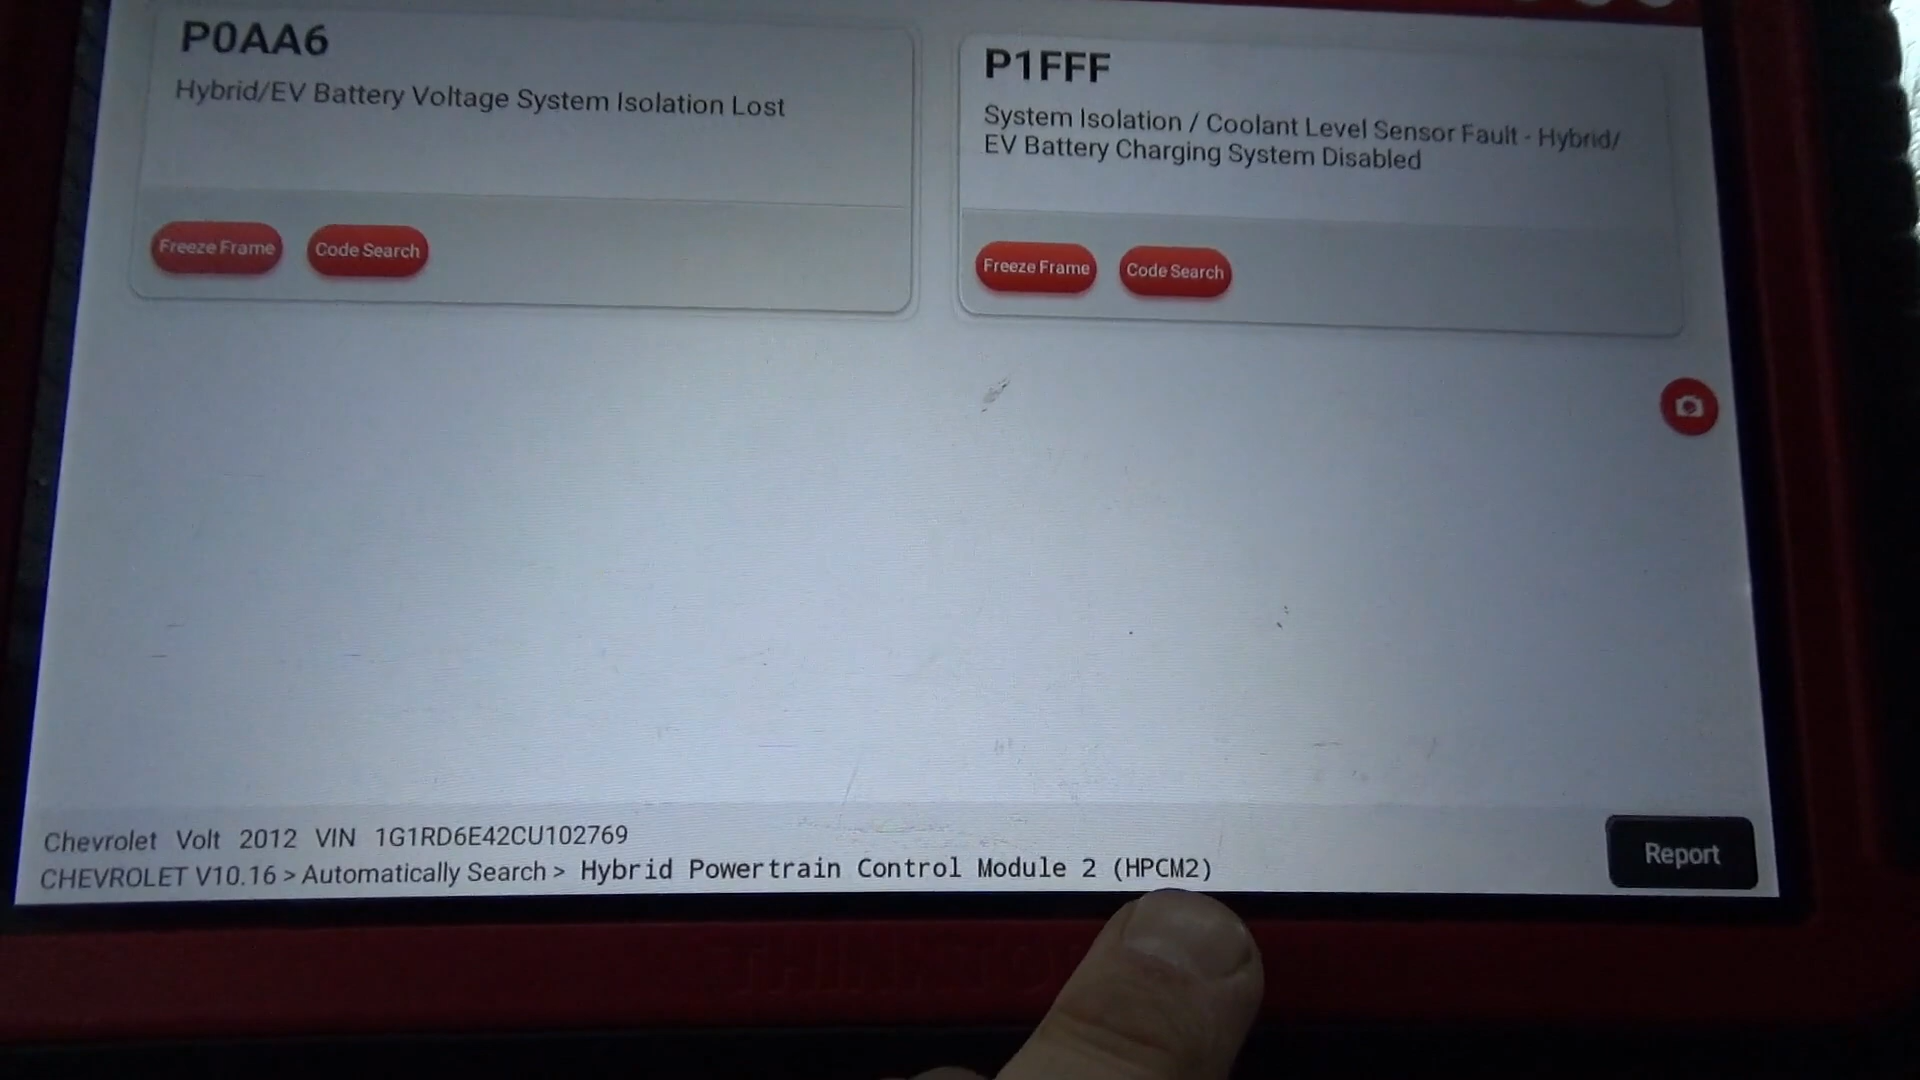 P0AA6
Hybrid/EV Battery Voltage System Isolation Lost
Freeze Frame
Code Search
P1FFF
System Isolation / Coolant Level Sensor Fault - Hybrid/
EV Battery Charging System Disabled
Freeze Frame
Code Search
Chevrolet Volt 2012 VIN 1G1RD6E42CU102769
CHEVROLET V10.16 > Automatically Search > Hybrid Powertrain Control Module 2 (HPCM2)
Report